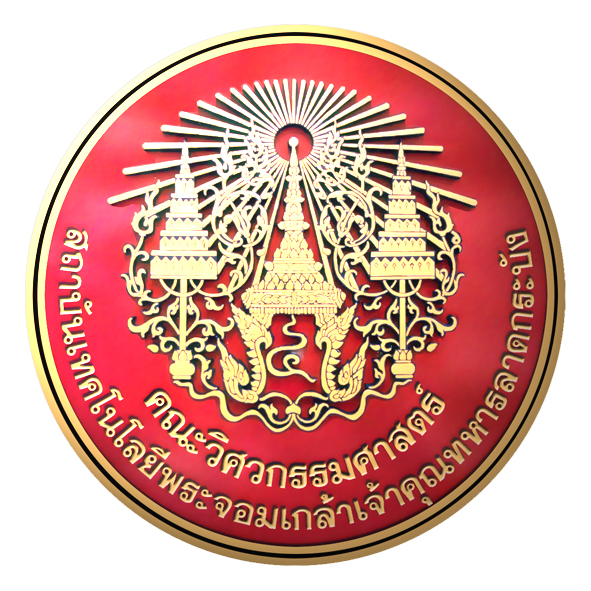 ๔
คณะวิศวกรรมศาสตร์
สถาบันเทคโนโลยีพระจอมเกล้าเจ้าคุณทหารลาดกระบัง